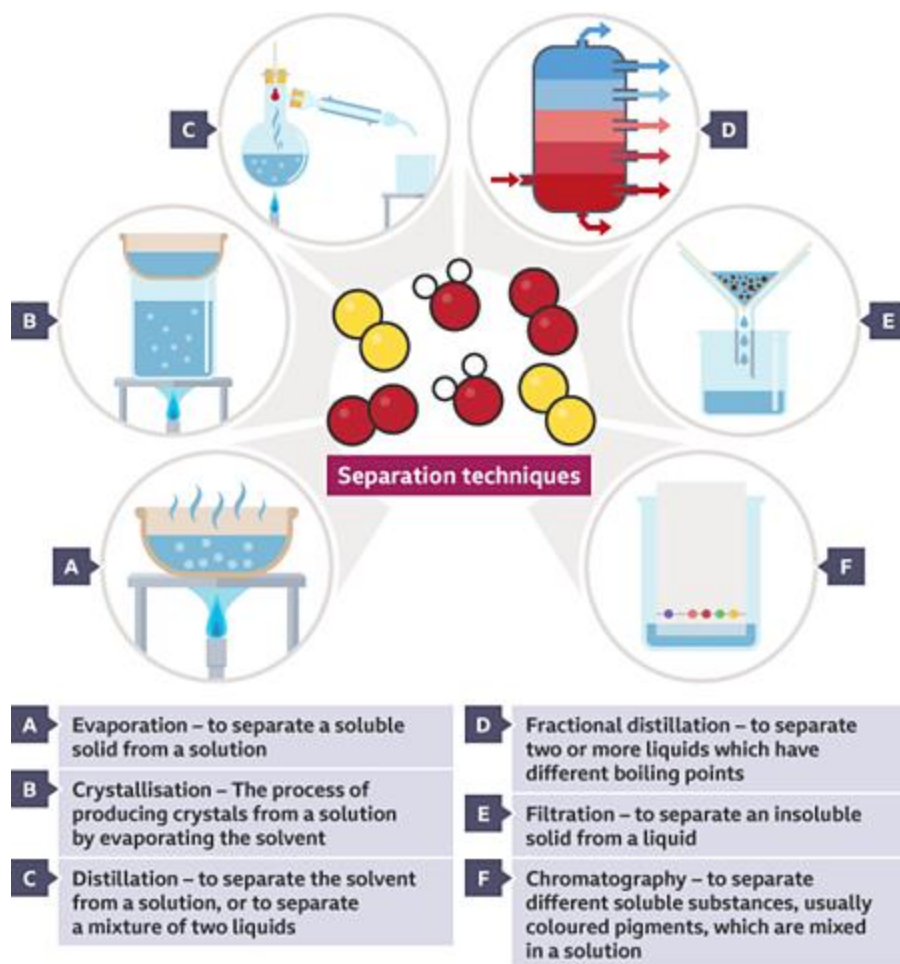 C
D
B
E
Separation techniques
A
F
A
Evaporation – to separate a soluble
solid from a solution
B
Crystallisation – The process of
producing crystals from a solution
by evaporating the solvent
C
Distillation – to separate the solvent
from a solution, or to separate
a mixture of two liquids
D
Fractional distillation – to separate
two or more liquids which have
different boiling points
E
Filtration – to separate an insoluble
solid from a liquid
F
Chromatography – to separate
different soluble substances, usually
coloured pigments, which are mixed
in a solution